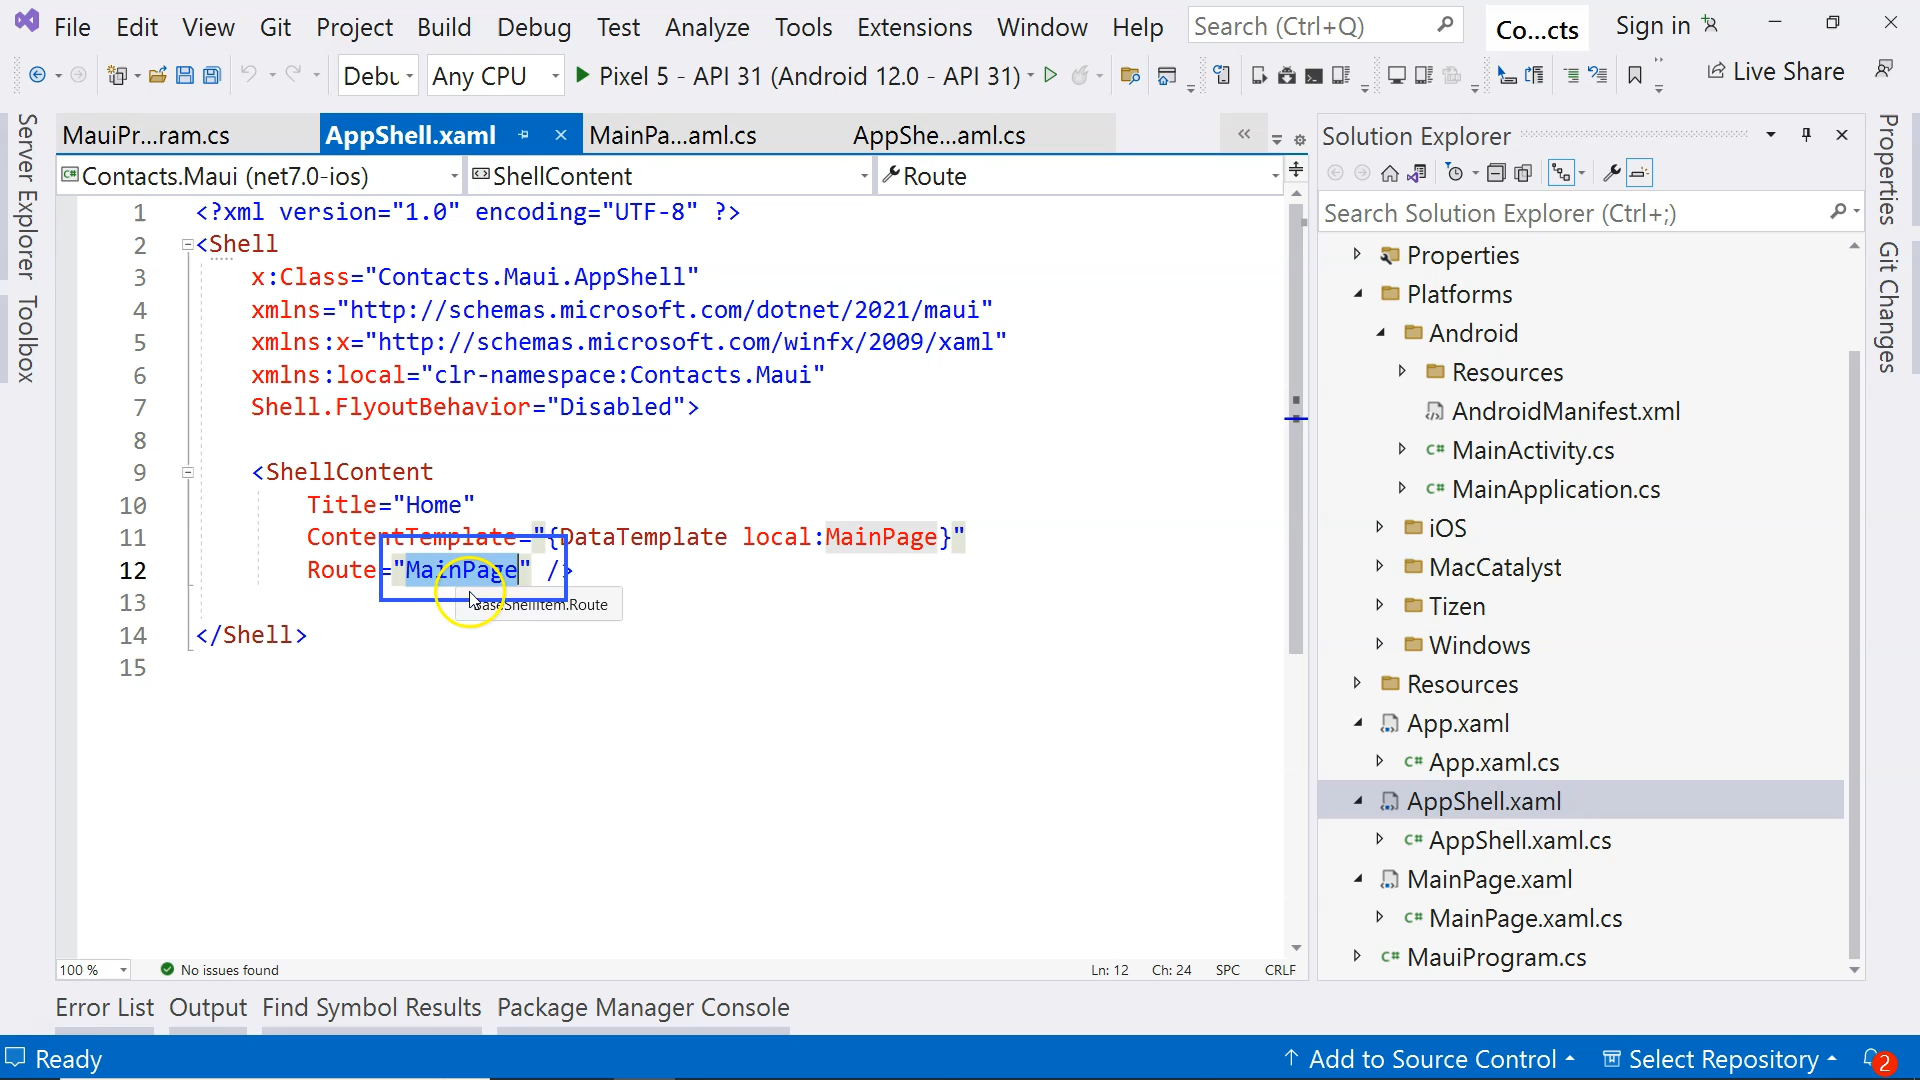 File Edit View Git Project Build Debug Test Analyze Tools Extensions Window Help Search (Ctrl+Q) Co...cts Sign in
Debu Any CPU Pixel 5 - API 31 (Android 12.0 - API 31) Live Share
MauiPr...ram.cs AppShell.xaml MainPa...aml.cs AppShe...aml.cs
Contacts.Maui (net7.0-ios) ShellContent Route
1 <?xml version="1.0" encoding="UTF-8" ?>
2 <Shell
3 x:Class="Contacts.Maui.AppShell"
4 xmlns="http://schemas.microsoft.com/dotnet/2021/maui"
5 xmlns:x="http://schemas.microsoft.com/winfx/2009/xaml"
6 xmlns:local="clr-namespace:Contacts.Maui"
7 Shell.FlyoutBehavior="Disabled">
8
9 <ShellContent
10 Title="Home"
11 ContentTemplate="{DataTemplate local:MainPage}"
12 Route="MainPage" />
13
BaseShellItem.Route
14 </Shell>
15
100 % No issues found Ln: 12 Ch: 24 SPC CRLF
Server Explorer
Toolbox
Solution Explorer
Search Solution Explorer (Ctrl+;)
Properties
Platforms
Android
Resources
AndroidManifest.xml
C# MainActivity.cs
C# MainApplication.cs
iOS
MacCatalyst
Tizen
Windows
Resources
App.xaml
C# App.xaml.cs
AppShell.xaml
C# AppShell.xaml.cs
MainPage.xaml
C# MainPage.xaml.cs
C# MauiProgram.cs
Properties
Git Changes
Error List Output Find Symbol Results Package Manager Console
Ready Add to Source Control Select Repository 2